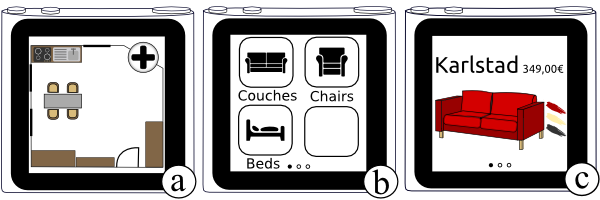 a
Couches Chairs
Beds
b
Karlstad 349,00€
c